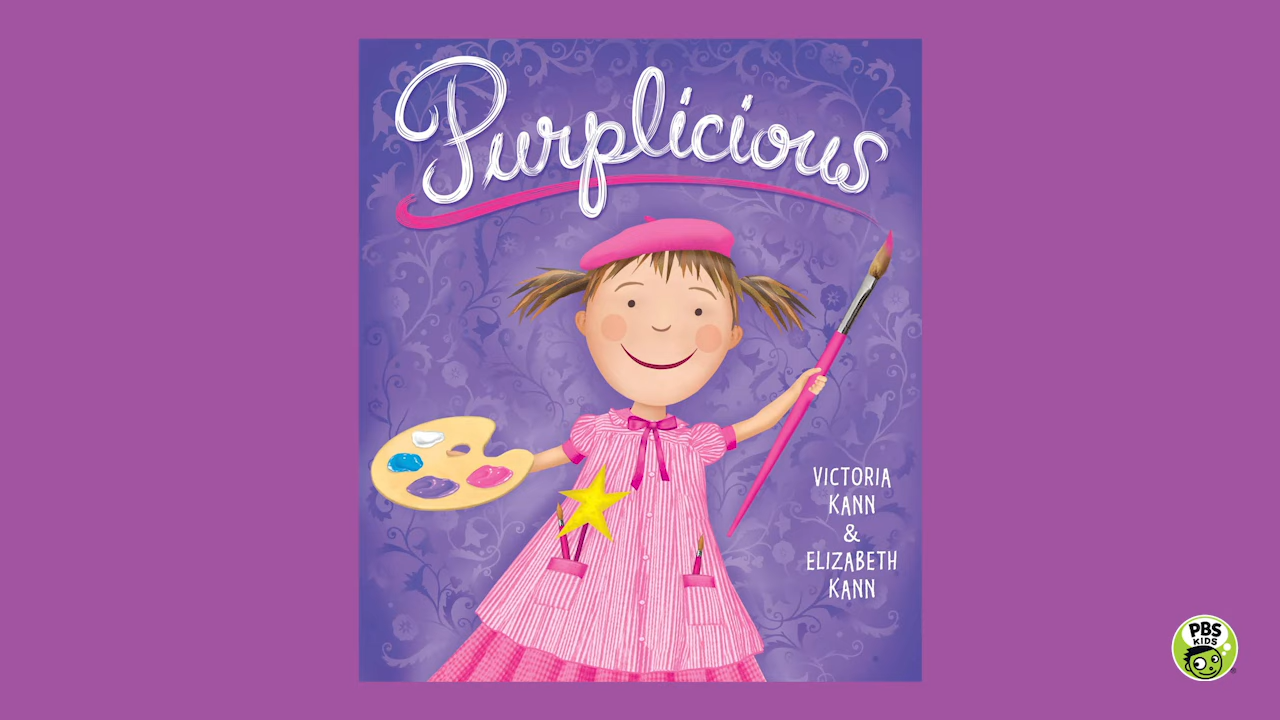 Purplicious
VICTORIA
KANN
&
ELIZABETH
KANN
PBS
KIDS
®